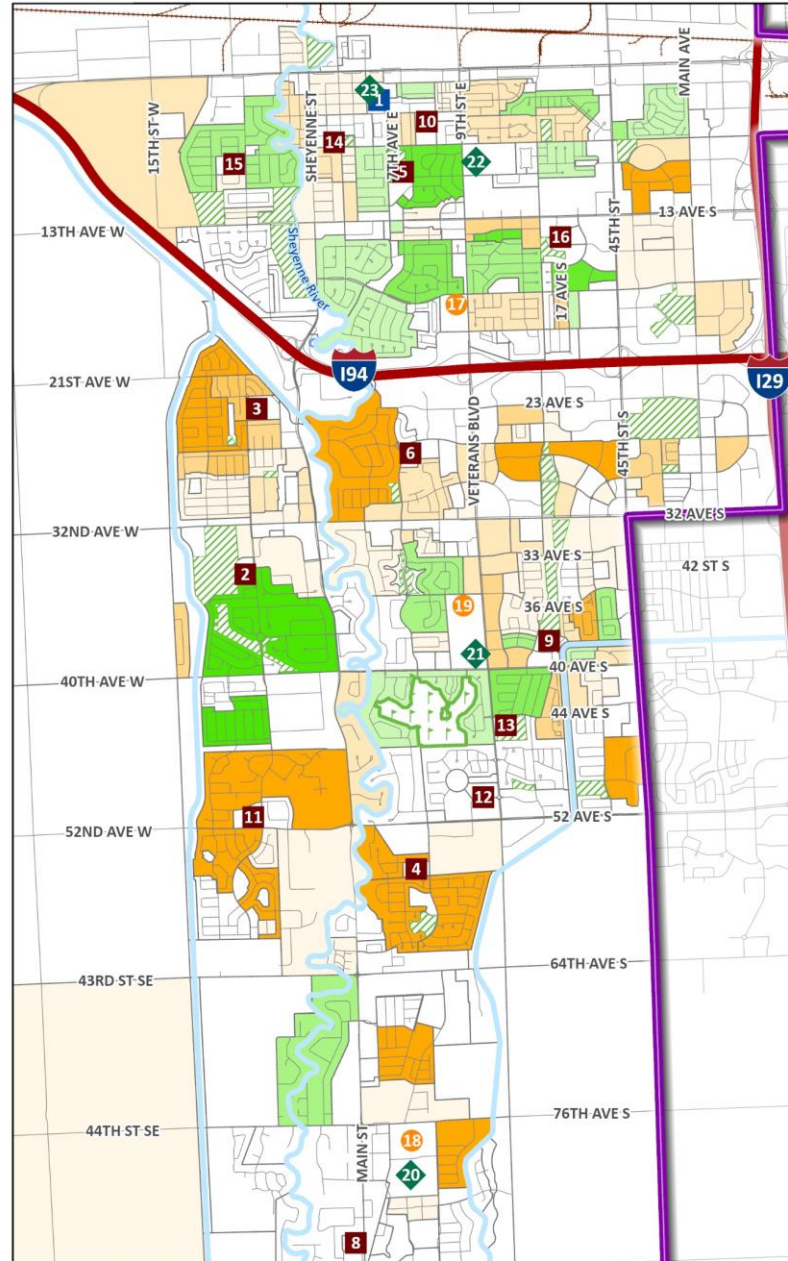 MAIN AVE
23
1
10
9TH ST E
7TH AVE E
14
SHEYENNE ST
15TH ST W
15
5
22
13 AVE S
13TH AVE W
45TH ST
16
17 AVE S
Sheyenne River
17
I94
I29
21ST AVE W
23 AVE S
3
VETERANS BLVD
45TH ST S
6
32 AVE S
32ND AVE W
33 AVE S
42 ST S
2
36 AVE S
19
9
21
40 AVE S
40TH AVE W
44 AVE S
13
12
11
52 AVE S
52ND AVE W
4
64TH AVE S
43RD ST SE
76TH AVE S
44TH ST SE
18
MAIN ST
20
8